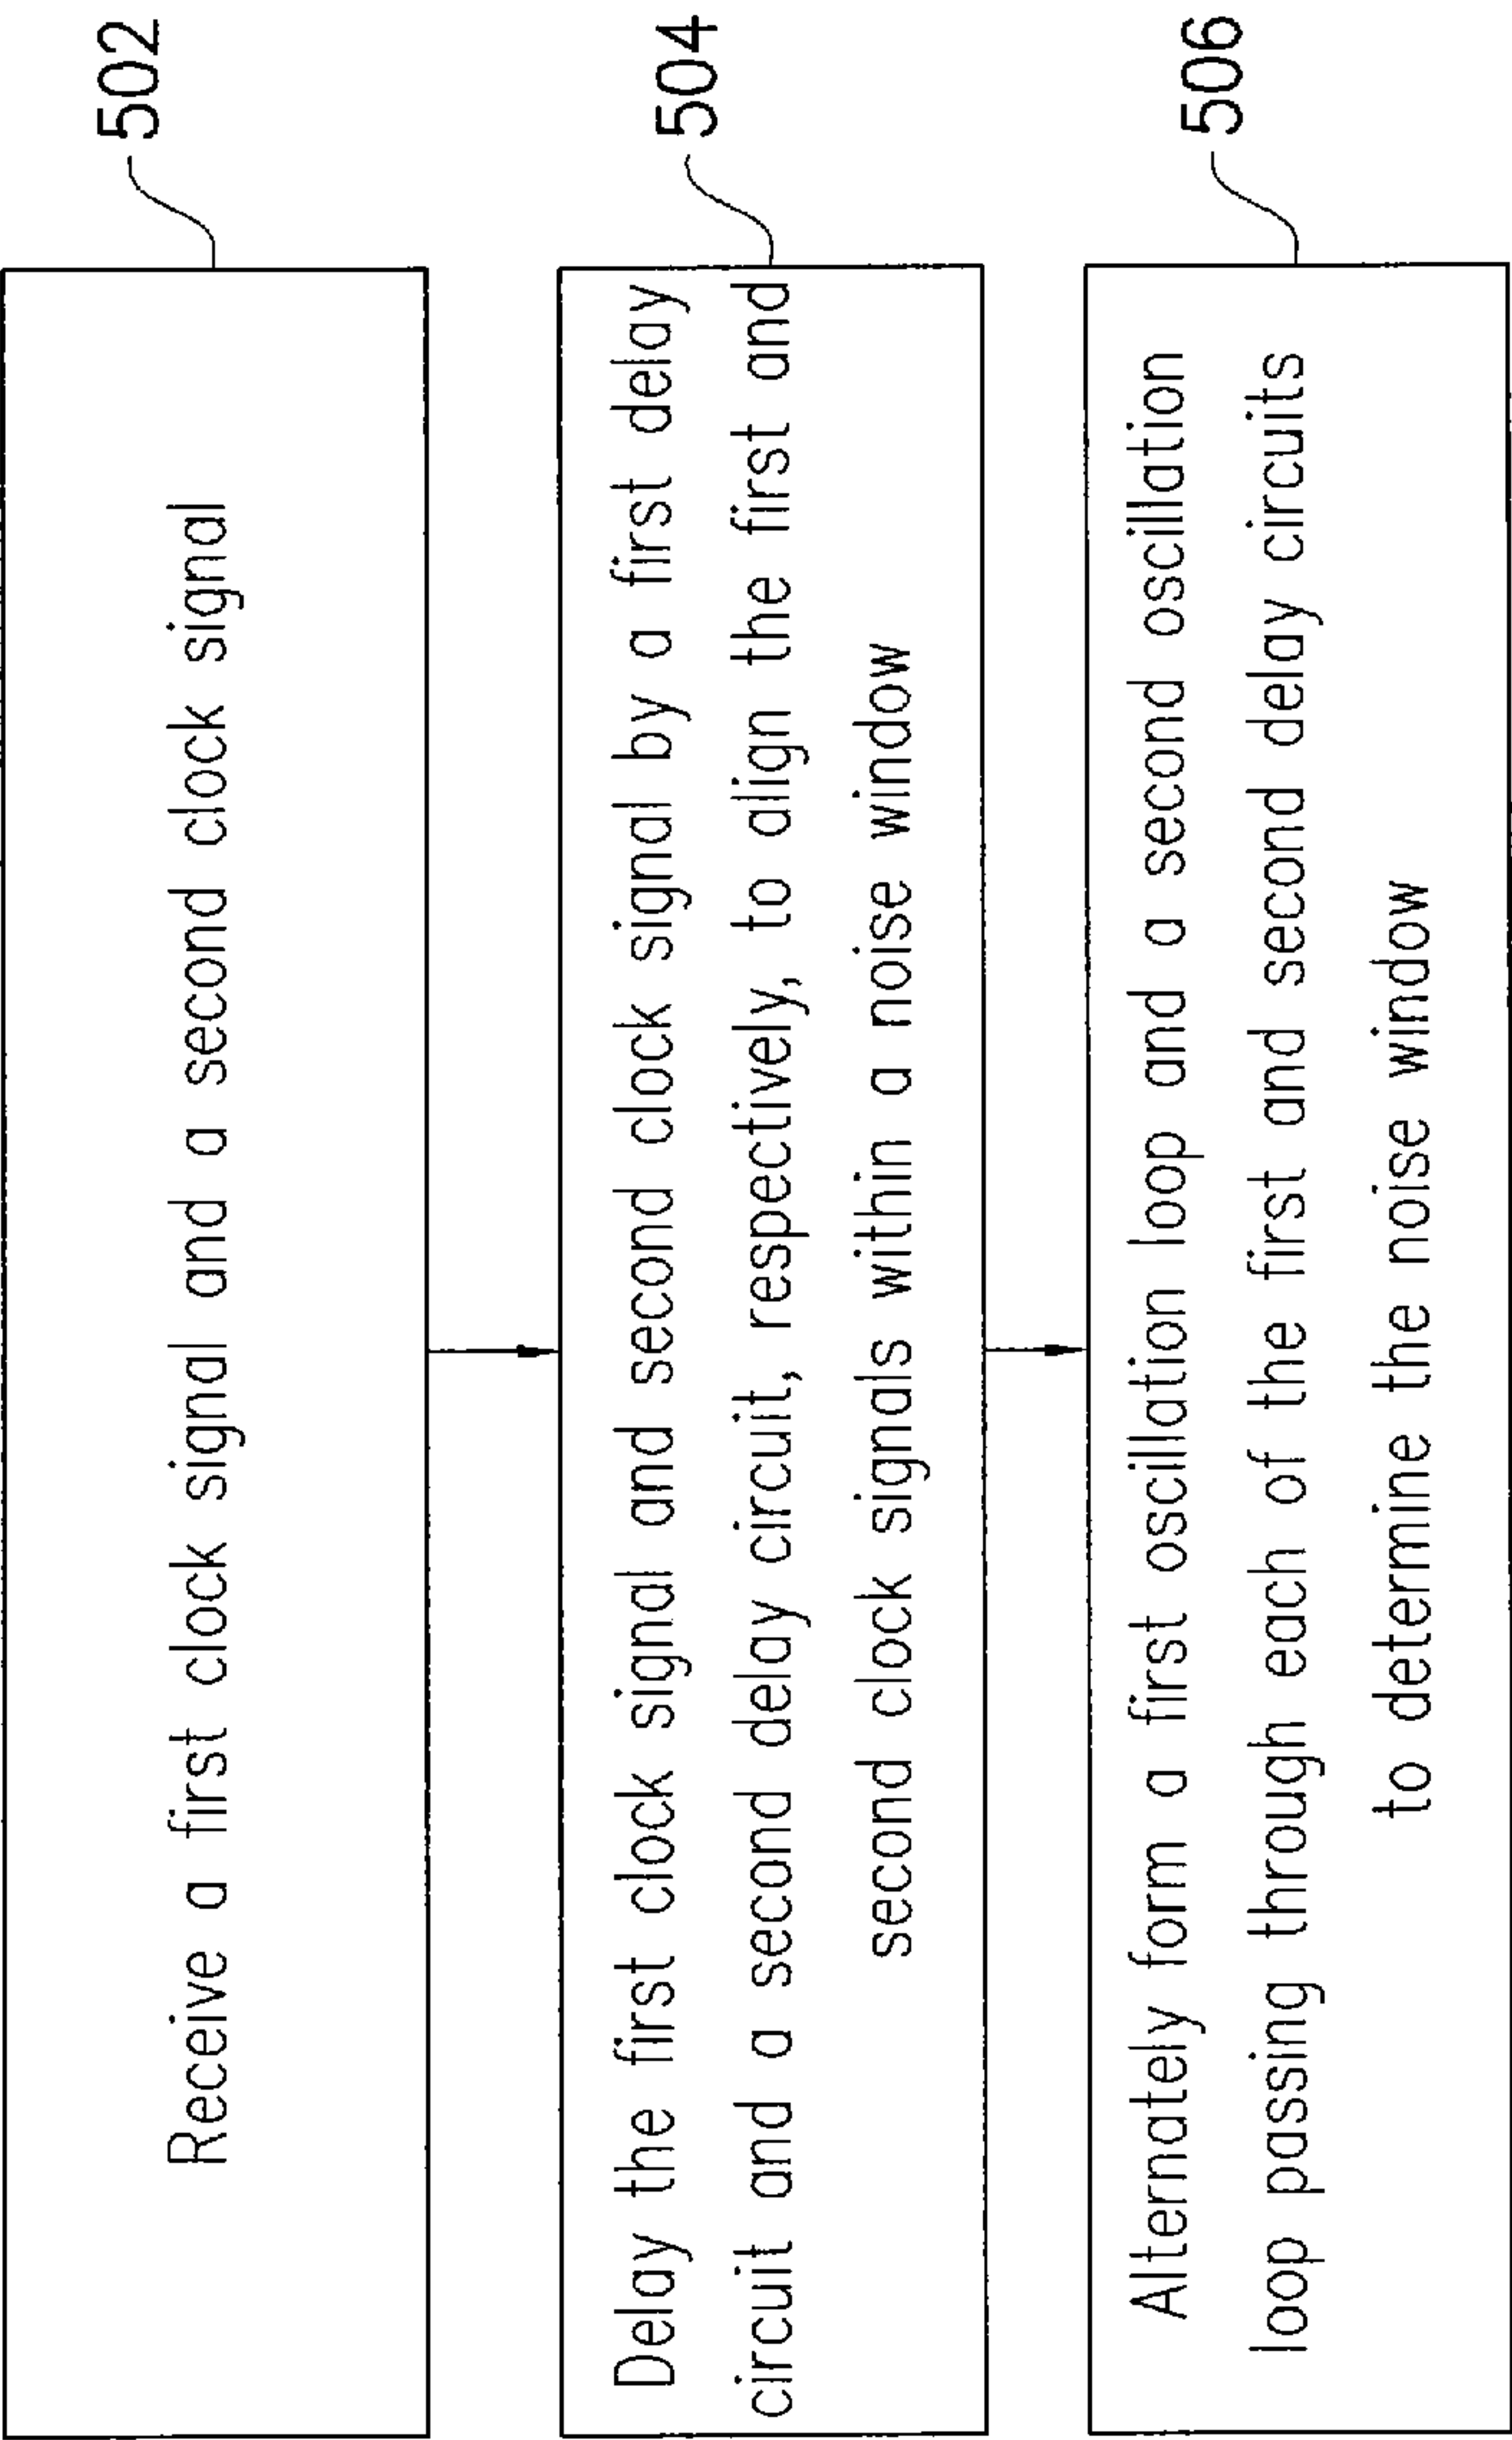 Receive a first clock signal and a second clock signal
502
Delay the first clock signal and second clock signal by a first delay
circuit and a second delay circuit, respectively, to align the first and
second clock signals within a noise window
504
Alternately form a first oscillation loop and a second oscillation
loop passing through each of the first and second delay circuits
to determine the noise window
506